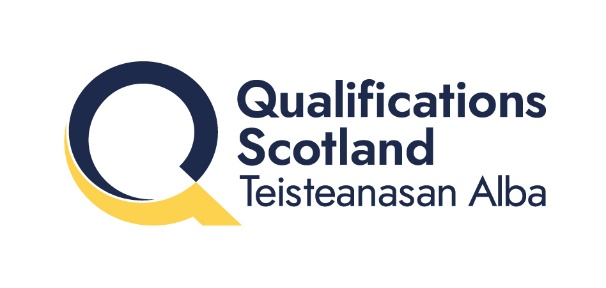 Qualifications
Scotland
Teisteanasan Alba